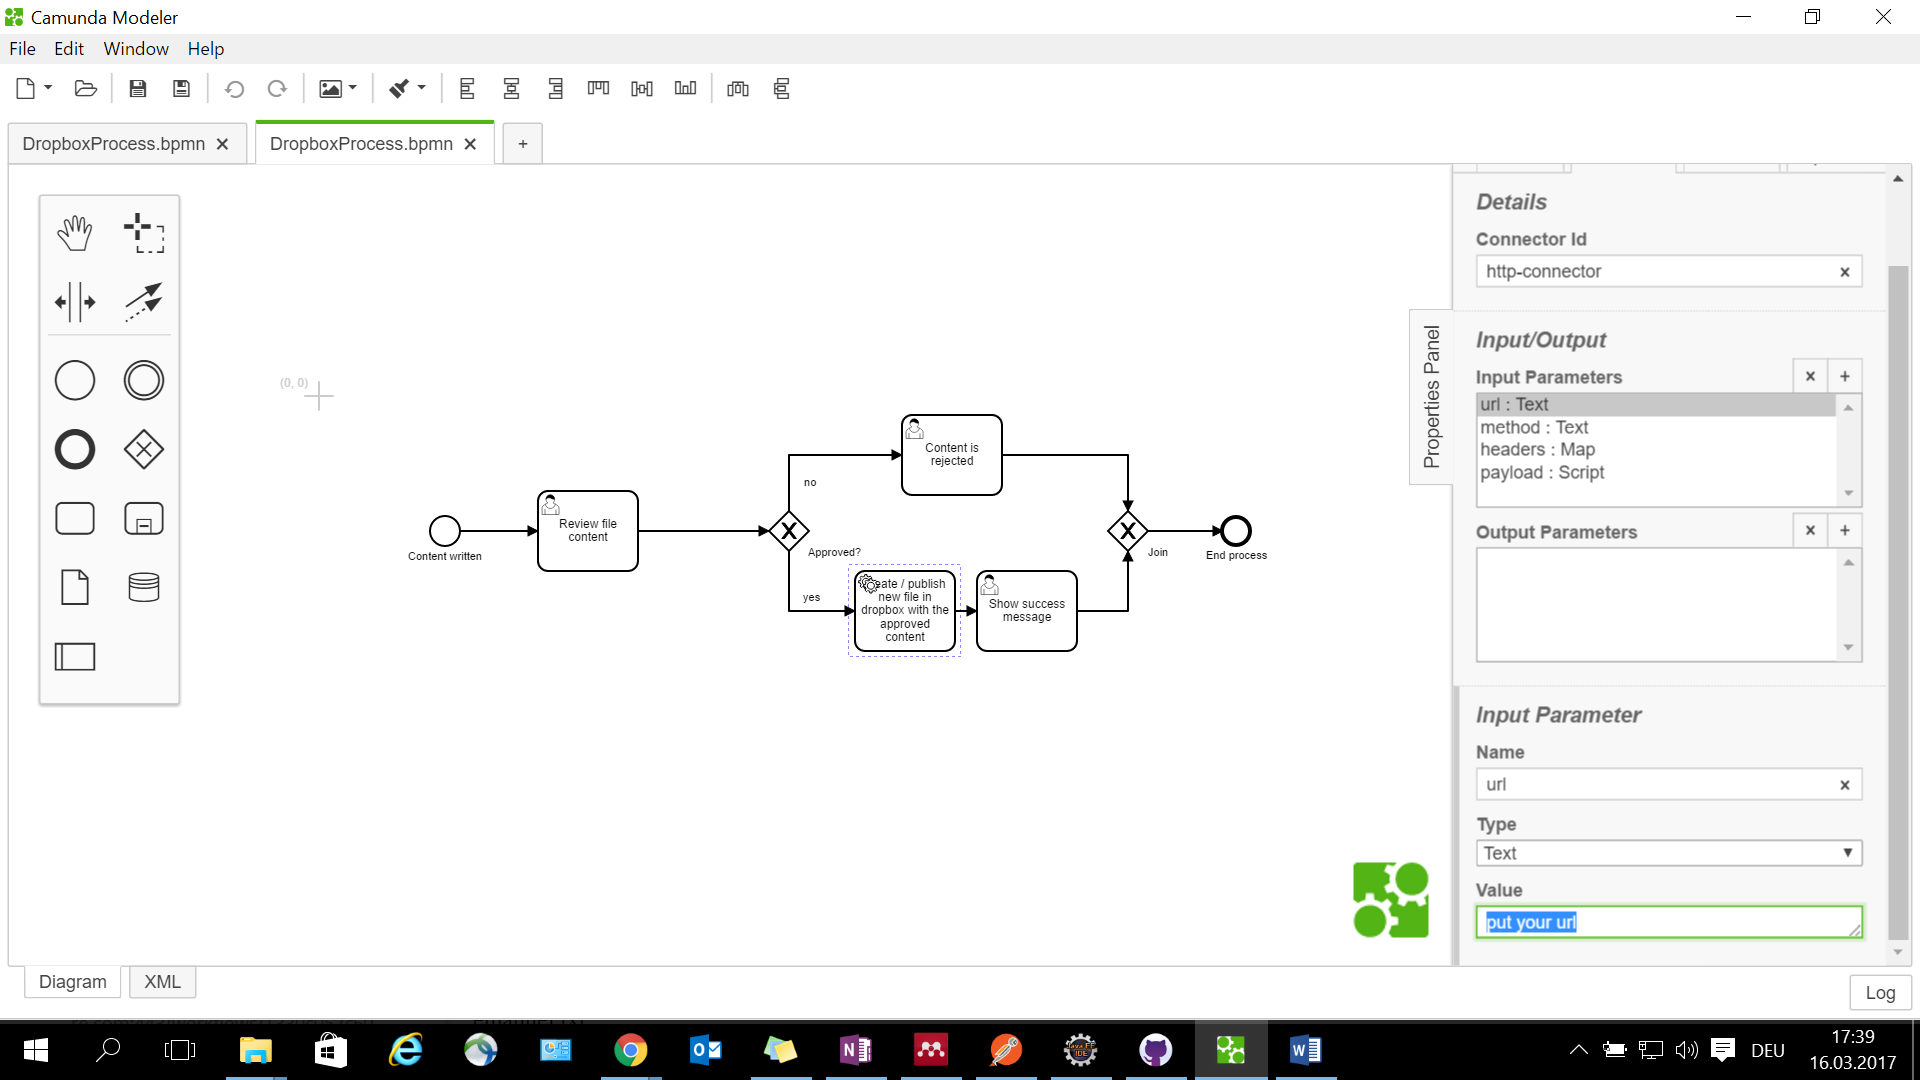 Camunda Modeler
File Edit Window Help
DropboxProcess.bpmn × DropboxProcess.bpmn × +
(0, 0)
Content written
Review file
content
Approved?
no
yes
Content is
rejected
eate / publish
new file in
dropbox with the
approved
content
Show success
message
Join
End process
Properties Panel
Details
Connector Id
http-connector ×
Input/Output
Input Parameters × +
url : Text
method : Text
headers : Map
payload : Script
Output Parameters × +
Input Parameter
Name
url ×
Type
Text
Value
put your url
Diagram XML
Log
DEU
17:39
16.03.2017